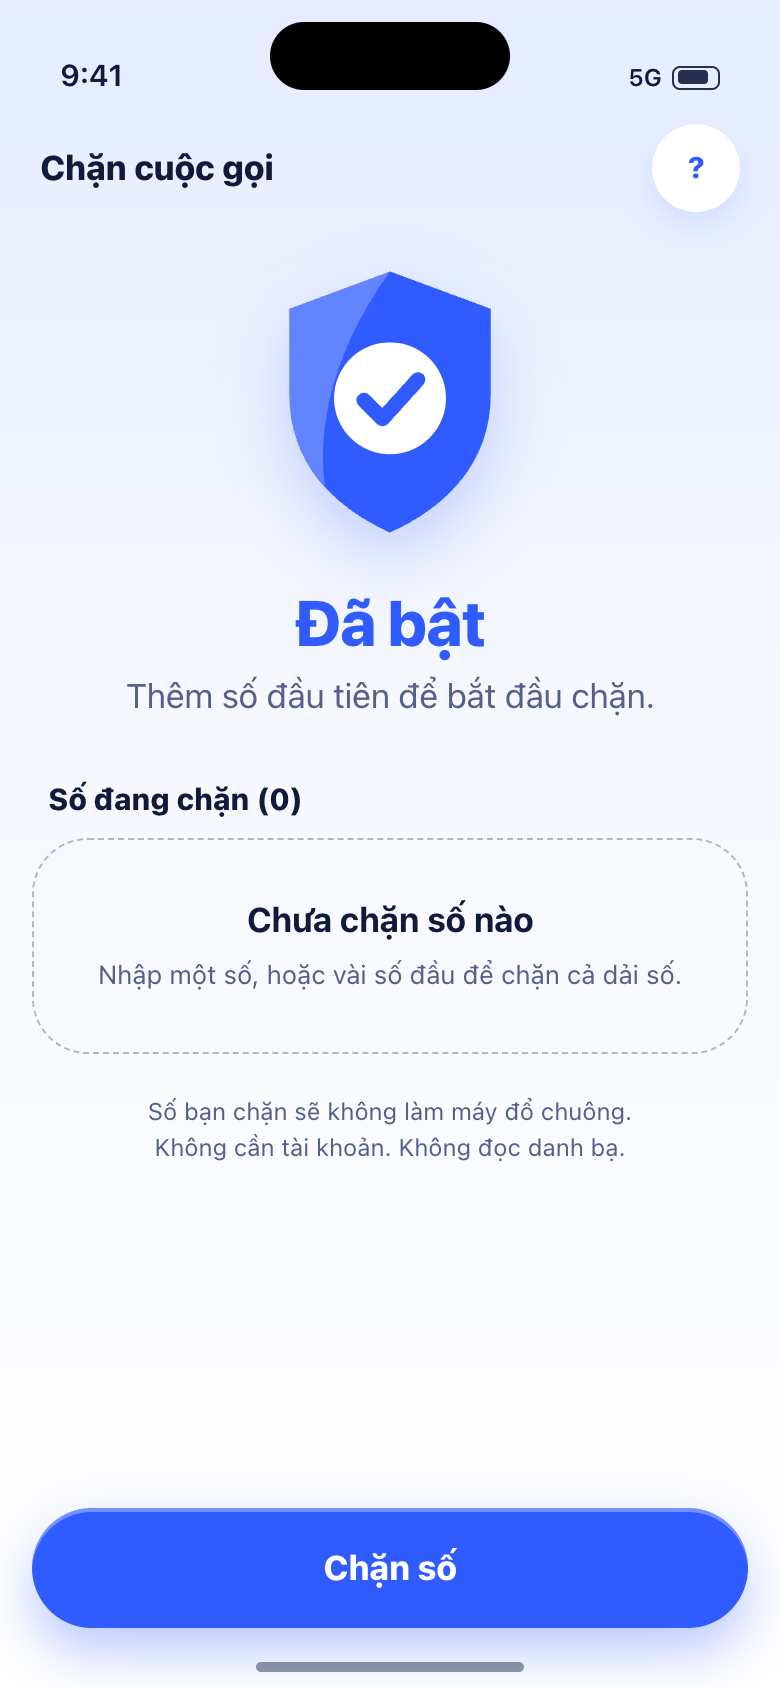 9:41
5G
Chặn cuộc gọi
?
Đã bật
Thêm số đầu tiên để bắt đầu chặn.
Số đang chặn (0)
Chưa chặn số nào
Nhập một số, hoặc vài số đầu để chặn cả dải số.
Số bạn chặn sẽ không làm máy đổ chuông.
Không cần tài khoản. Không đọc danh bạ.
Chặn số